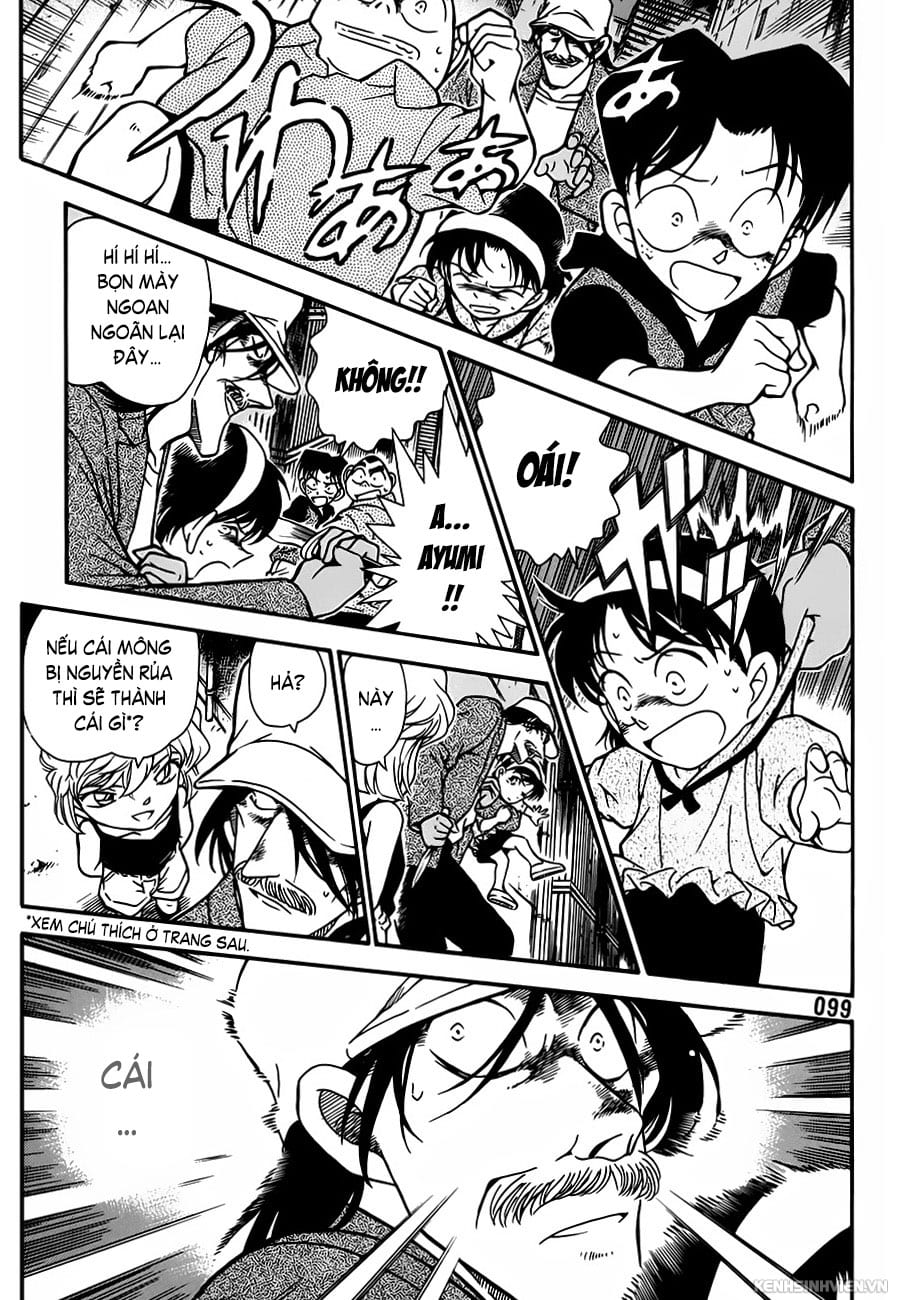 うわああぁ
あ
OÁI!
KHÔNG!!
A...
AYUMI
!!
HÍ HÍ HÍ...
BỌN MÀY
NGOAN
NGOÃN LẠI
ĐÂY...
NÀY
...
HẢ?
NẾU CÁI MÔNG
BỊ NGUYỀN RỦA
THÌ SẼ THÀNH
CÁI GÌ*?
*XEM CHÚ THÍCH Ở TRANG SAU.
099
CÁI
...
KENHSINHVIEN.VN